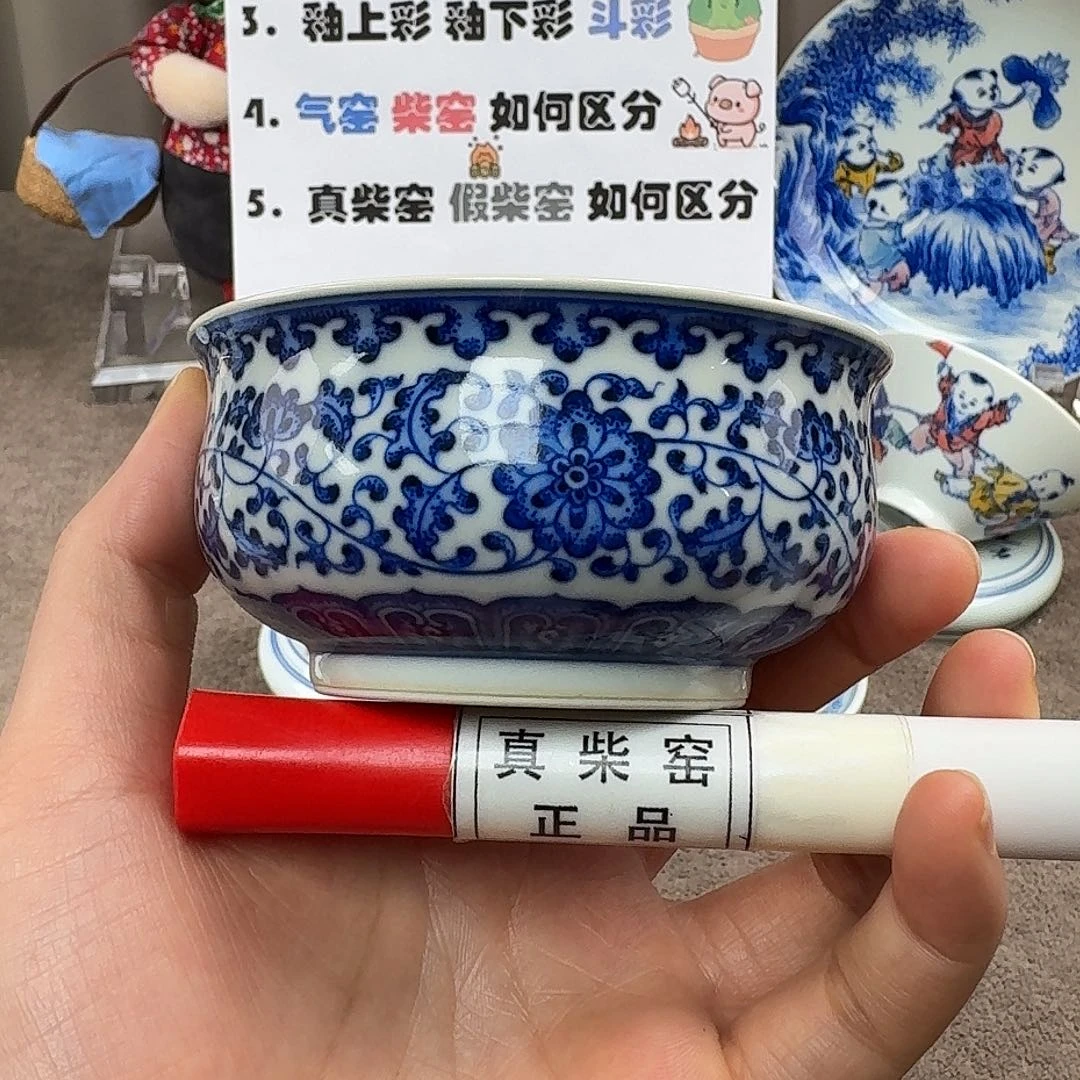 3. 釉上彩 釉下彩 斗彩
4. 气窑 柴窑 如何区分
5. 真柴窑 假柴窑 如何区分
真柴窑
正品